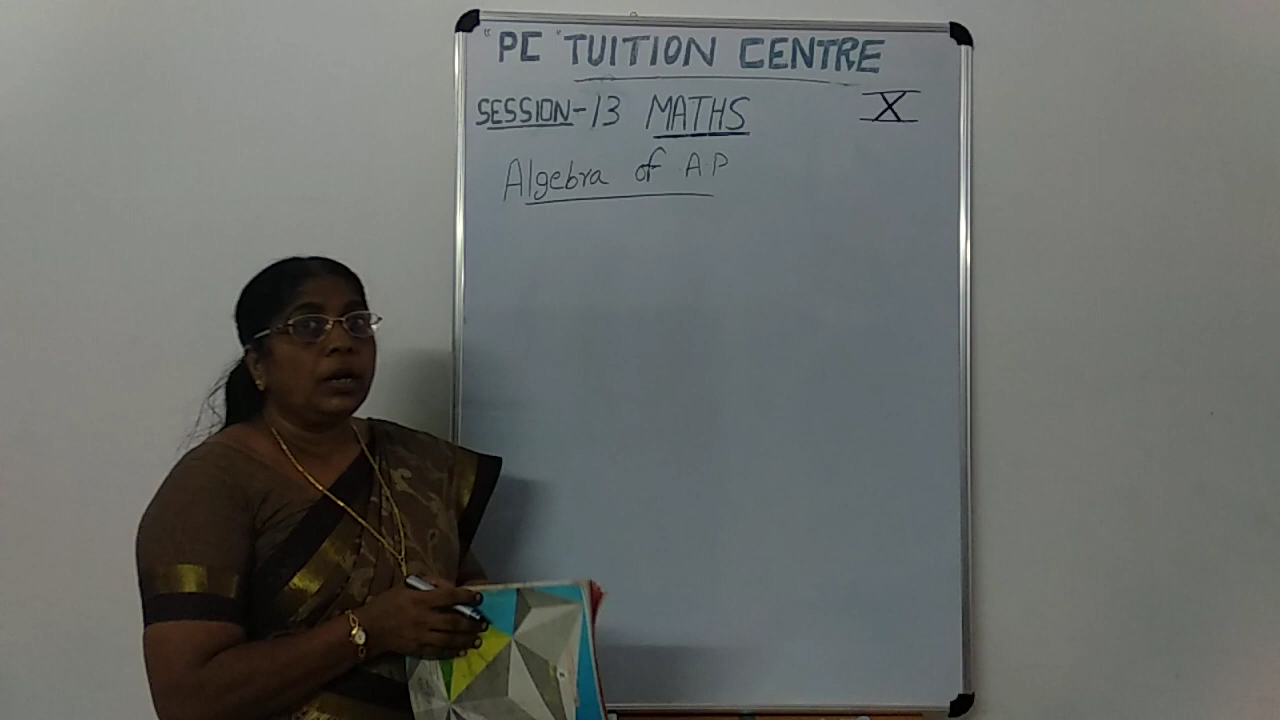 "PC" TUITION CENTRE
SESSION-13 MATHS X
Algebra of AP